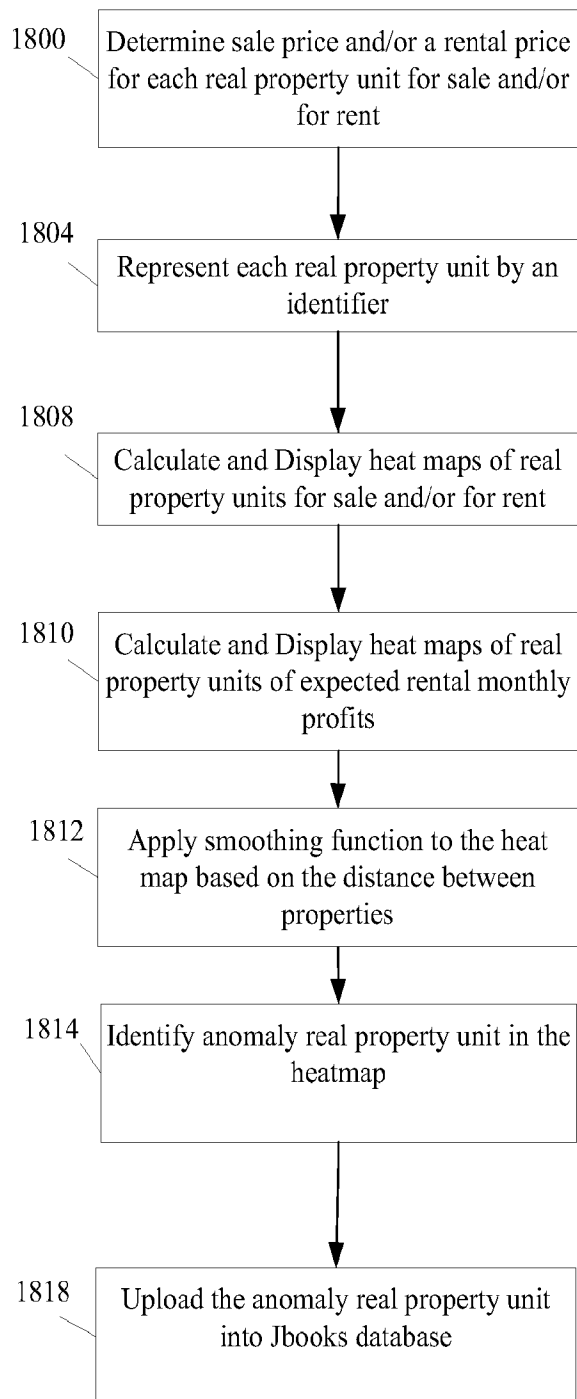 1800
Determine sale price and/or a rental price
for each real property unit for sale and/or
for rent
1804
Represent each real property unit by an
identifier
1808
Calculate and Display heat maps of real
property units for sale and/or for rent
1810
Calculate and Display heat maps of real
property units of expected rental monthly
profits
1812
Apply smoothing function to the heat
map based on the distance between
properties
1814
Identify anomaly real property unit in the
heatmap
1818
Upload the anomaly real property unit
into Jbooks database